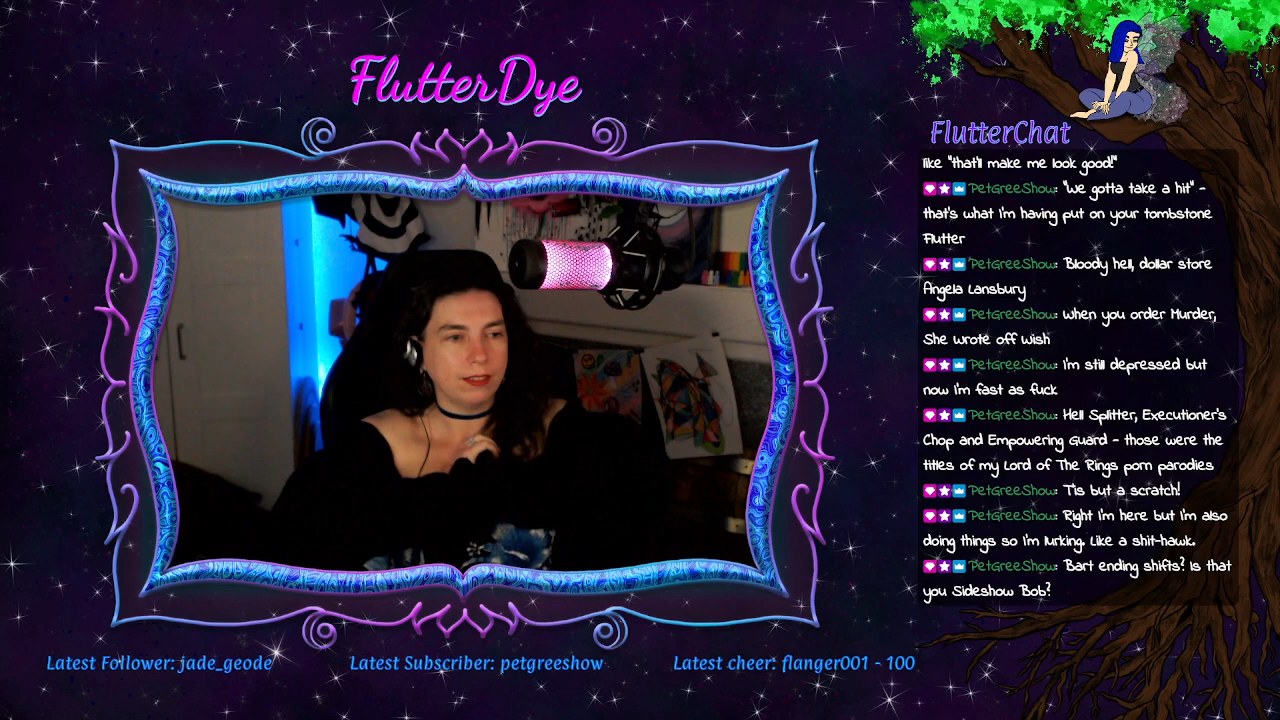 FlutterDye
FlutterChat
like "that'll make me look good!"
PetGreeShow: "We gotta take a hit" -
that's what I'm having put on your tombstone
Flutter
PetGreeShow: Bloody hell, dollar store
Angela Lansbury
PetGreeShow: When you order Murder,
She Wrote off Wish
PetGreeShow: I'm still depressed but
now I'm fast as fuck
PetGreeShow: Hell Splitter, Executioner's
Chop and Empowering Guard - those were the
titles of my Lord of The Rings porn parodies
PetGreeShow: Tis but a scratch!
PetGreeShow: Right I'm here but I'm also
doing things so I'm lurking. Like a shit-hawk.
PetGreeShow: Bart ending shifts? Is that
you Sideshow Bob?
Latest Follower: jade_geode
Latest Subscriber: petgreeshow
Latest cheer: flanger001 - 100